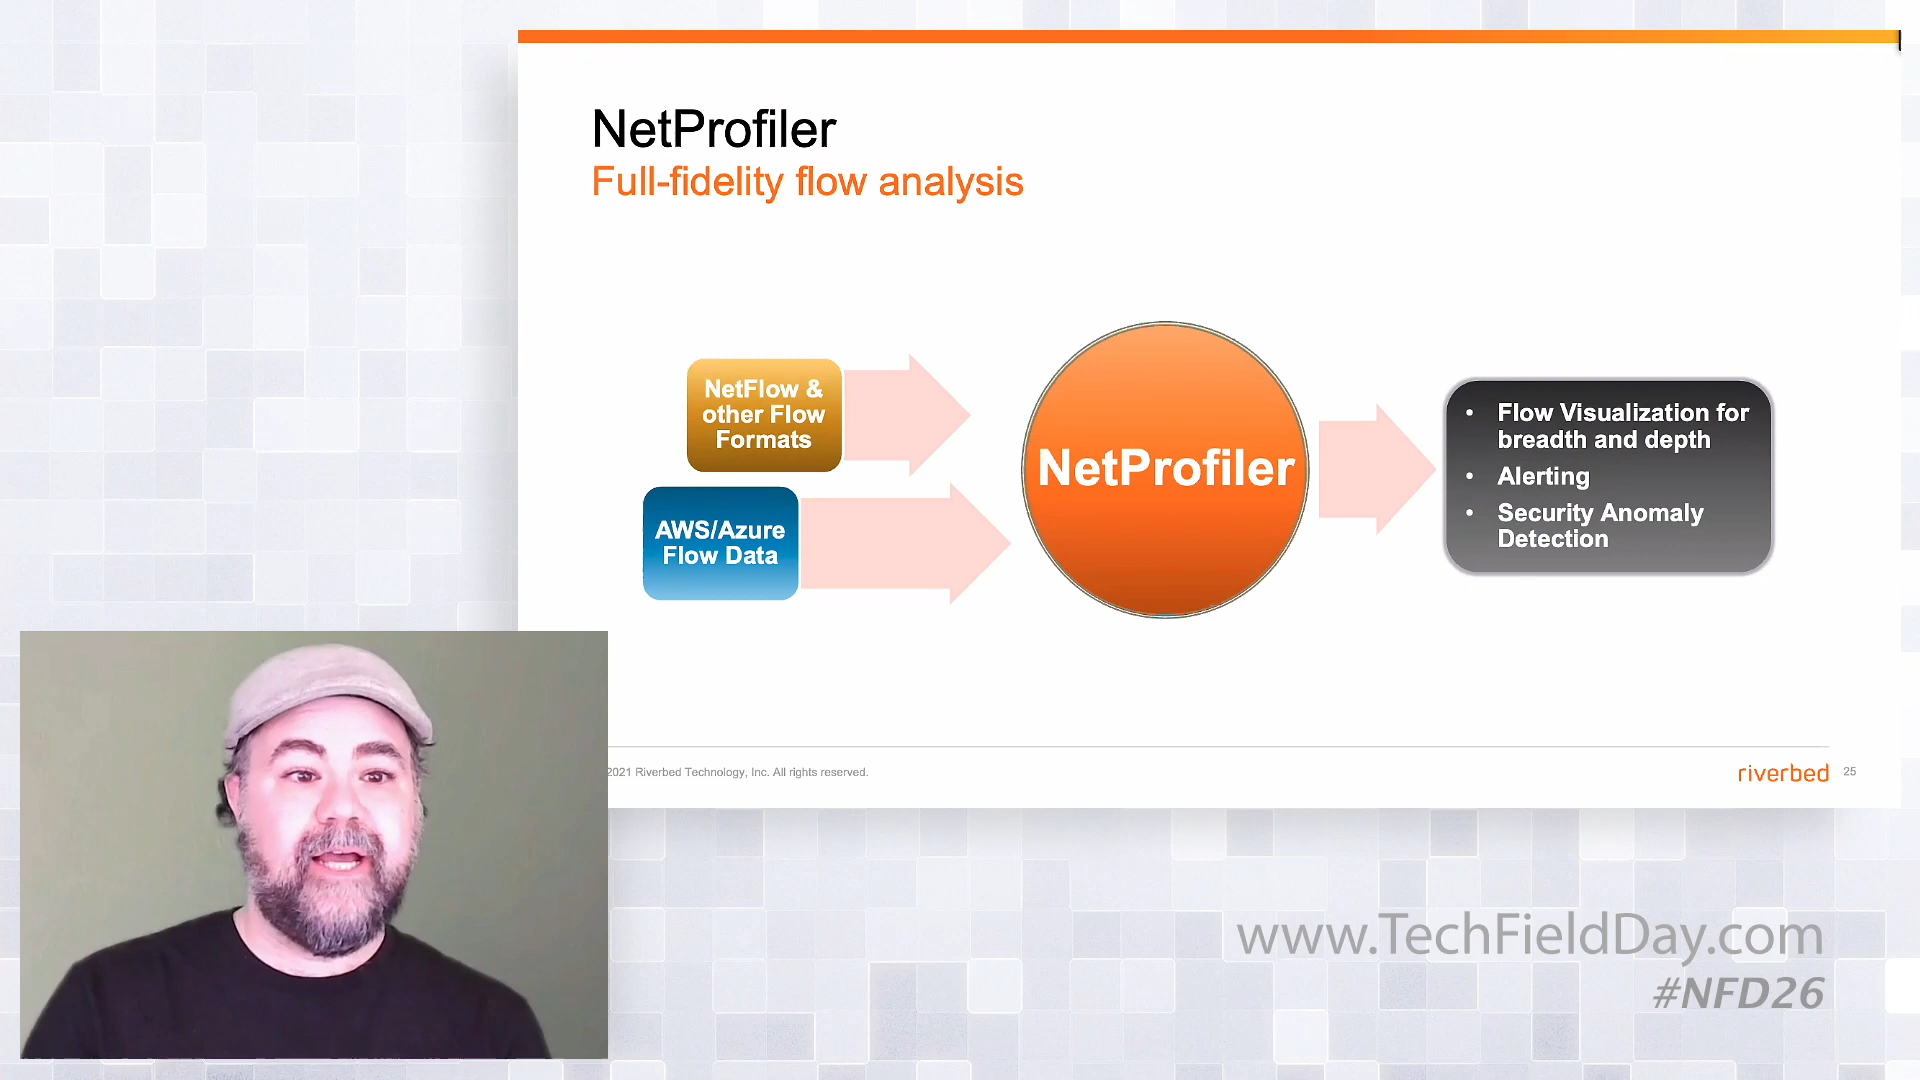 NetProfiler
Full-fidelity flow analysis
NetFlow &
other Flow
Formats
AWS/Azure
Flow Data
NetProfiler
• Flow Visualization for
breadth and depth
• Alerting
• Security Anomaly
Detection
2021 Riverbed Technology, Inc. All rights reserved.
riverbed
25
www.TechFieldDay.com
#NFD26